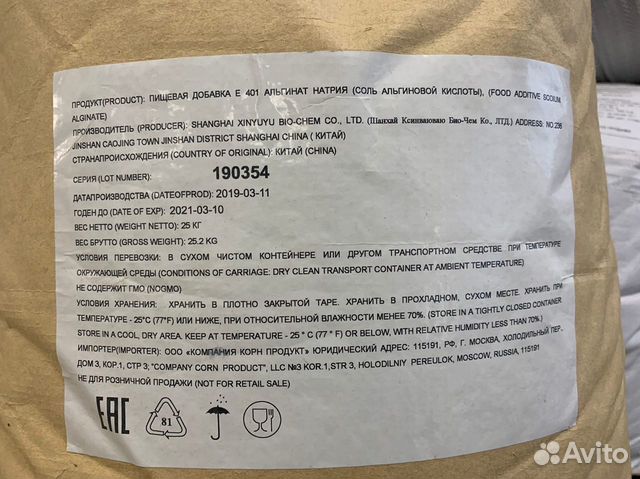 ПРОДУКТ(PRODUCT): ПИЩЕВАЯ ДОБАВКА Е 401 АЛЬГИНАТ НАТРИЯ (СОЛЬ АЛЬГИНОВОЙ КИСЛОТЫ), (FOOD ADDITIVE SODIUM
ALGINATE)
ПРОИЗВОДИТЕЛЬ (PRODUCER): SHANGHAI XINYUYU BIO-CHEM CO., LTD. (Шанхай Ксинваоваю Био-Чем Ко., ЛТД.) ADDRESS: NO.296
JINSHAN CAOJING TOWN JINSHAN DISTRICT SHANGHAI CHINA ( КИТАЙ)
СТРАНАПРОИСХОЖДЕНИЯ (COUNTRY OF ORIGINAL): КИТАЙ (CHINA)
СЕРИЯ (LOT NUMBER): 190354
ДАТАПРОИЗВОДСТВА (DATEOFPROD): 2019-03-11
ГОДЕН ДО (DATE OF EXP): 2021-03-10
ВЕС НЕТТО (WEIGHT NETTO): 25 КГ
ВЕС БРУТТО (GROSS WEIGHT): 25.2 KG
УСЛОВИЯ ПЕРЕВОЗКИ: В СУХОМ ЧИСТОМ КОНТЕЙНЕРЕ ИЛИ ДРУГОМ ТРАНСПОРТНОМ СРЕДСТВЕ ПРИ ТЕМПЕРАТУРЕ
ОКРУЖАЮЩЕЙ СРЕДЫ (CONDITIONS OF CARRIAGE: DRY CLEAN TRANSPORT CONTAINER AT AMBIENT TEMPERATURE)
НЕ СОДЕРЖИТ ГМО (NOGMO)
УСЛОВИЯ ХРАНЕНИЯ: ХРАНИТЬ В ПЛОТНО ЗАКРЫТОЙ ТАРЕ. ХРАНИТЬ В ПРОХЛАДНОМ, СУХОМ МЕСТЕ. ХРАНИТЬ ПРИ
ТЕМПЕРАТУРЕ - 25°C (77°F) ИЛИ НИЖЕ, ПРИ ОТНОСИТЕЛЬНОЙ ВЛАЖНОСТИ МЕНЕЕ 70%. (STORE IN A TIGHTLY CLOSED CONTAINER.
STORE IN A COOL, DRY AREA. KEEP AT TEMPERATURE - 25 ° C (77 ° F) OR BELOW, WITH RELATIVE HUMIDITY LESS THAN 70%.)
ИМПОРТЕР(IMPORTER): ООО «КОМПАНИЯ КОРН ПРОДУКТ» ЮРИДИЧЕСКИЙ АДРЕС: 115191, РФ, Г. МОСКВА, ХОЛОДИЛЬНЫЙ ПЕР.,
ДОМ 3, КОР.1, СТР 3; "COMPANY CORN PRODUCT", LLC №3 KOR.1,STR 3, HOLODILNIY PEREULOK, MOSCOW, RUSSIA, 115191
НЕ ДЛЯ РОЗНИЧНОЙ ПРОДАЖИ (NOT FOR RETAIL SALE)
EAC 81
Avito